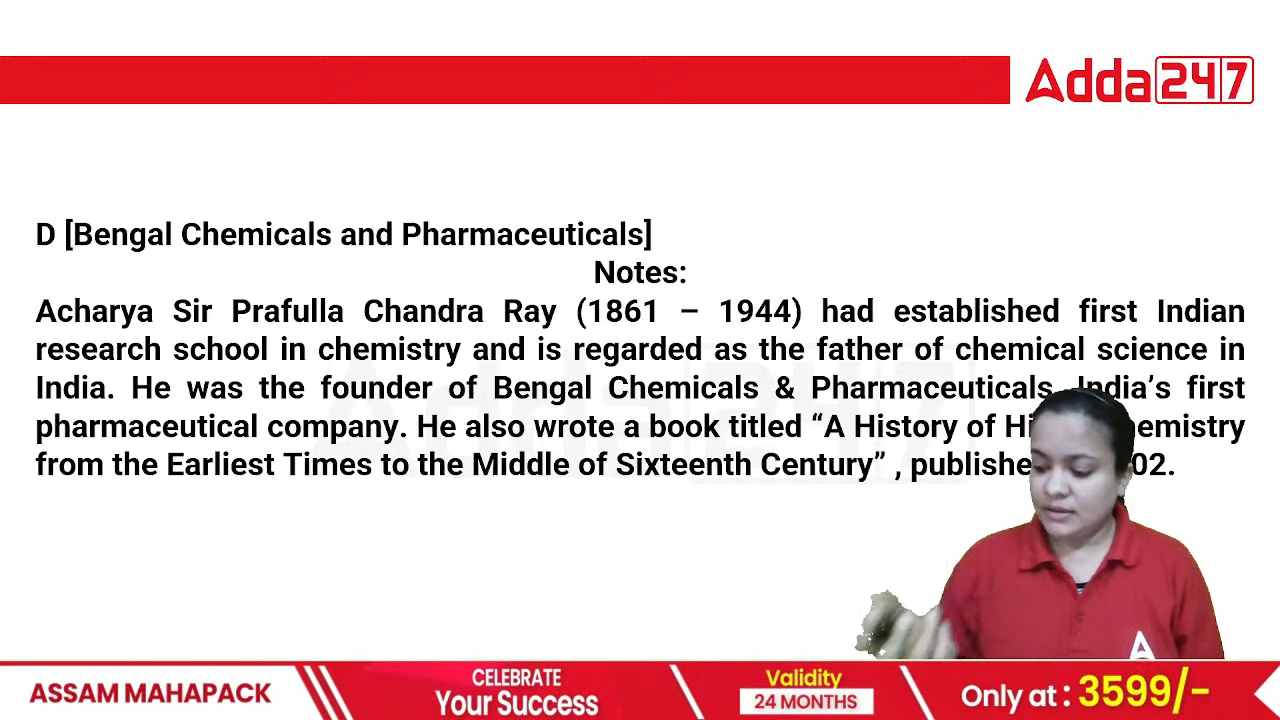 Adda247
D [Bengal Chemicals and Pharmaceuticals]
Notes:
Acharya Sir Prafulla Chandra Ray (1861 – 1944) had established first Indian
research school in chemistry and is regarded as the father of chemical science in
India. He was the founder of Bengal Chemicals & Pharmaceuticals, India’s first
pharmaceutical company. He also wrote a book titled “A History of
from the Earliest Times to the Middle of Sixteenth Century” ,
ASSAM MAHAPACK
CELEBRATE
Your Success
Validity
24 MONTHS
Only at : 3599/-